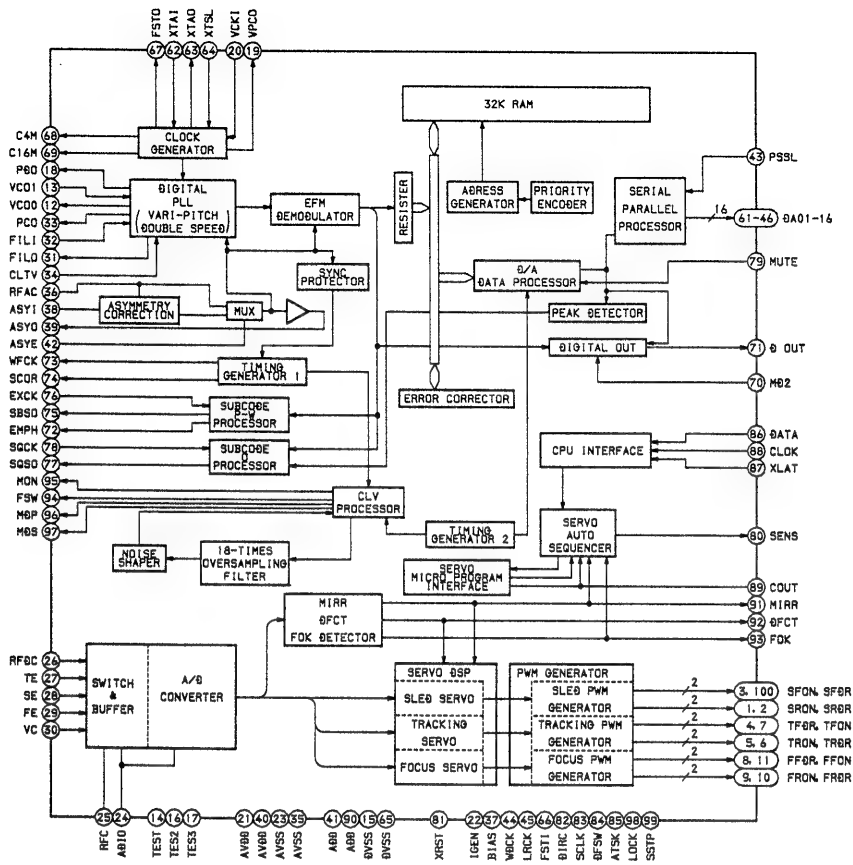 FSTO XTAI XTAO XTSL VCKI VPCO
67 62 63 64 20 19
32K RAM
C4M 68
C16M 69
PDO 18
VCO1 13
VCOO 12
PCO 33
FILI 32
FILO 31
CLTV 34
RFAC 36
ASYI 38
ASYO 39
ASYE 42
WFCK 73
SCOR 74
EXCK 76
SBSO 75
EMPH 72
SQCK 78
SQSO 77
MON 95
FSW 94
MDP 96
MDS 97
CLOCK
GENERATOR
DIGITAL
PLL
( VARI-PITCH )
( DOUBLE SPEED )
EFM
DEMODULATOR
SYNC
PROTECTOR
RESISTER
ADRESS
GENERATOR
PRIORITY
ENCODER
SERIAL
PARALLEL
PROCESSOR
16
D/A
DATA PROCESSOR
PEAK DETECTOR
DIGITAL OUT
ASYMMETRY
CORRECTION
MUX
TIMING
GENERATOR 1
SUBCODE
P-W
PROCESSOR
SUBCODE
Q
PROCESSOR
ERROR CORRECTOR
CPU INTERFACE
CLV
PROCESSOR
NOISE
SHAPER
18-TIMES
OVERSAMPLING
FILTER
TIMING
GENERATOR 2
SERVO
AUTO
SEQUENCER
SERVO
MICRO PROGRAM
INTERFACE
43 PSSL
61-46 DA01-16
79 MUTE
71 D OUT
70 MD2
86 DATA
88 CLOK
87 XLAT
80 SENS
89 COUT
91 MIRR
92 DFCT
93 FOK
MIRR
DFCT
FOK DETECTOR
RFDC 26
TE 27
SE 28
FE 29
VC 30
SWITCH
&
BUFFER
A/D
CONVERTER
SERVO DSP
SLED SERVO
TRACKING
SERVO
FOCUS SERVO
PWM GENERATOR
SLED PWM
GENERATOR
TRACKING PWM
GENERATOR
FOCUS PWM
GENERATOR
2 3, 100 SFON, SFDR
2 1, 2 SRON, SRDR
2 4, 7 TFDR, TFON
2 5, 6 TRON, TRDR
2 8, 11 FFDR, FFON
2 9, 10 FRON, FRDR
25 24 14 16 17 21 40 23 35 41 90 15 65 81 22 37 44 45 66 82 83 84 85 98 99
RFC ADIO TEST TES2 TES3 AVDD AVDD AVSS AVSS ADD ADD DVSS DVSS XRST IGEN BIAS WDCK LRCK FSTI DIRC SCLK DFSW ATSK LOCK SSTP